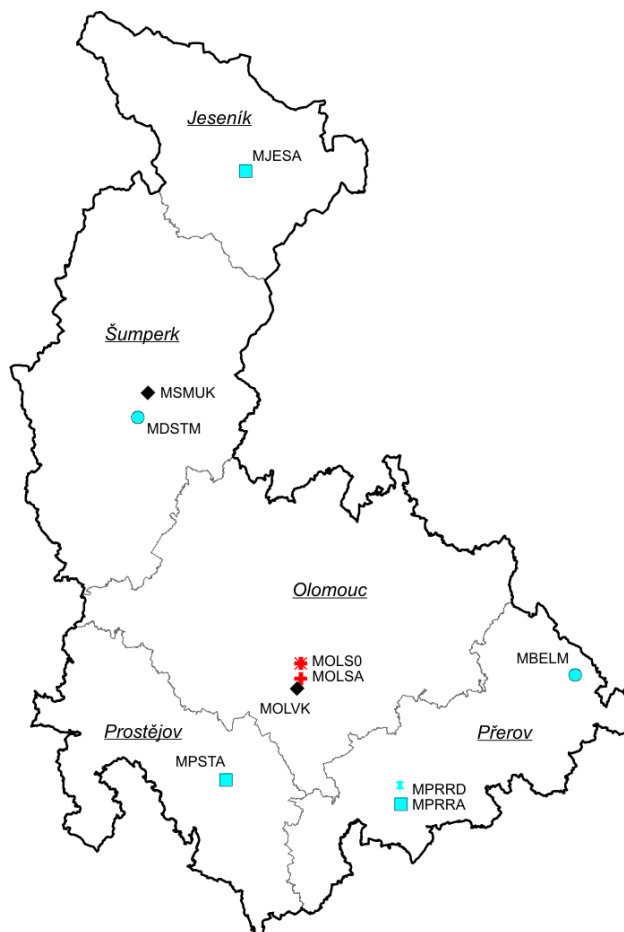 Jeseník
MJESA
Šumperk
MSMUK
MDSTM
Olomouc
MOLS0
MOLSA
MBELM
MOLVK
Prostějov
Přerov
MPSTA
MPRRD
MPRRA